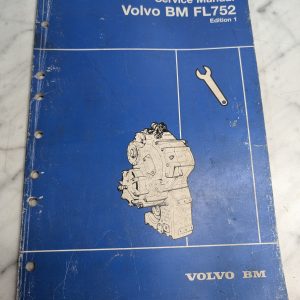 Service Manual
Volvo BM FL752
Edition 1
VOLVO BM